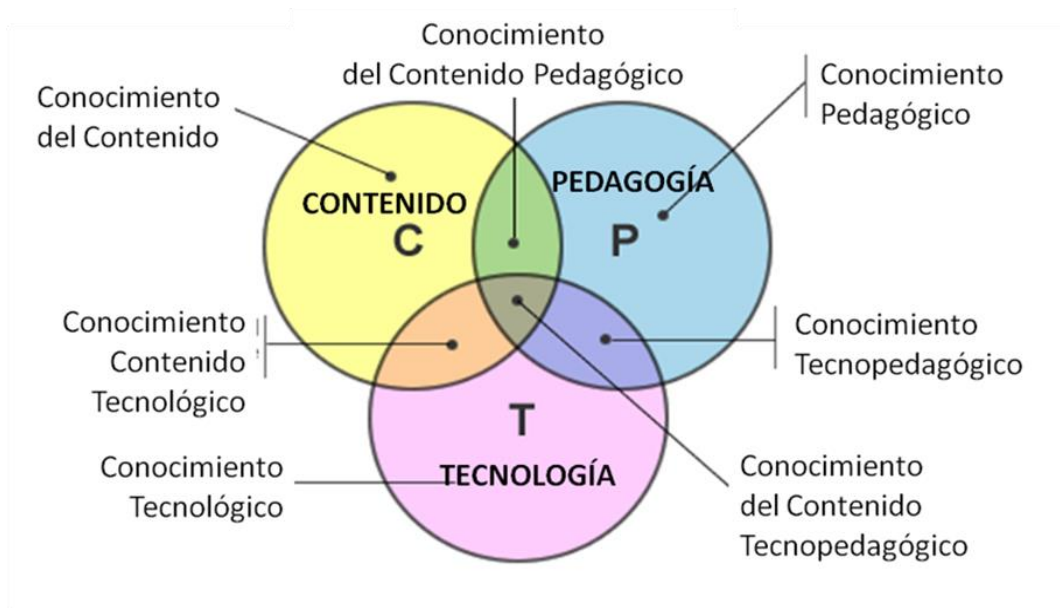 Conocimiento
del Contenido Pedagógico
Conocimiento
del Contenido
Conocimiento
Pedagógico
CONTENIDO
C
PEDAGOGÍA
P
Conocimiento
Contenido
Tecnológico
Conocimiento
Tecnopedagógico
T
TECNOLOGÍA
Conocimiento
Tecnológico
Conocimiento
del Contenido
Tecnopedagógico